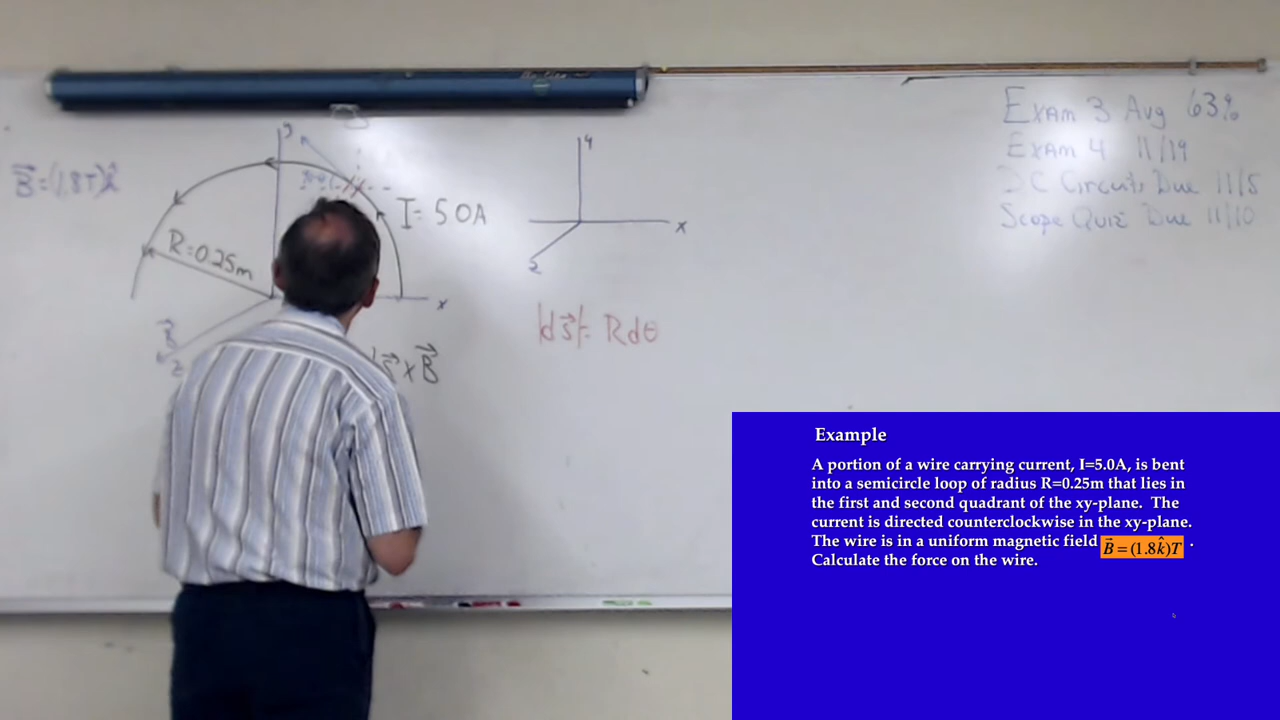 B⃗=(1.8T)k̂
y
I= 5.0A
R=0.25m
x
B⃗
z
s⃗ x B⃗
y
x
z
|ds⃗|= Rdθ
Exam 3 Avg 63%
Exam 4 11/19
DC Circuits Due 11/5
Scope Quiz Due 11/10
Example
A portion of a wire carrying current, I=5.0A, is bent
into a semicircle loop of radius R=0.25m that lies in
the first and second quadrant of the xy-plane. The
current is directed counterclockwise in the xy-plane.
The wire is in a uniform magnetic field B⃗ = (1.8k̂)T .
Calculate the force on the wire.